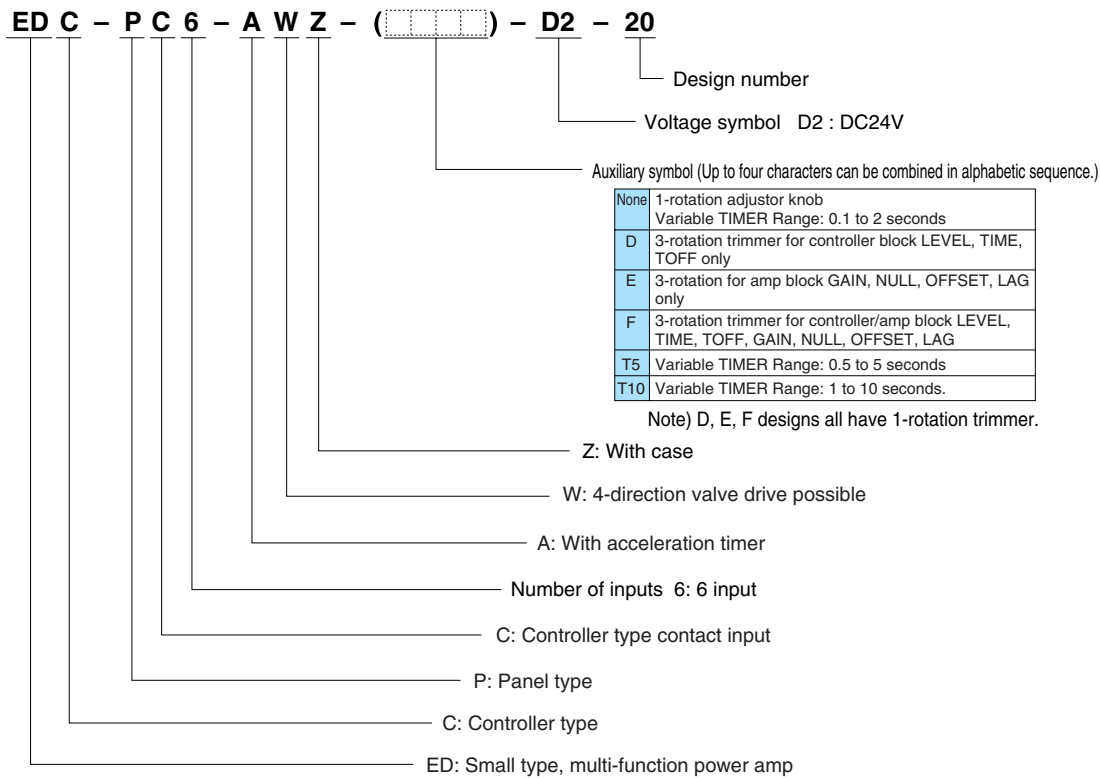 ED C – P C 6 – A W Z – ( ) – D2 – 20
Design number
Voltage symbol D2 : DC24V
Auxiliary symbol (Up to four characters can be combined in alphabetic sequence.)
None 1-rotation adjustor knob
Variable TIMER Range: 0.1 to 2 seconds
D 3-rotation trimmer for controller block LEVEL, TIME,
TOFF only
E 3-rotation for amp block GAIN, NULL, OFFSET, LAG
only
F 3-rotation trimmer for controller/amp block LEVEL,
TIME, TOFF, GAIN, NULL, OFFSET, LAG
T5 Variable TIMER Range: 0.5 to 5 seconds
T10 Variable TIMER Range: 1 to 10 seconds.
Note) D, E, F designs all have 1-rotation trimmer.
Z: With case
W: 4-direction valve drive possible
A: With acceleration timer
Number of inputs 6: 6 input
C: Controller type contact input
P: Panel type
C: Controller type
ED: Small type, multi-function power amp